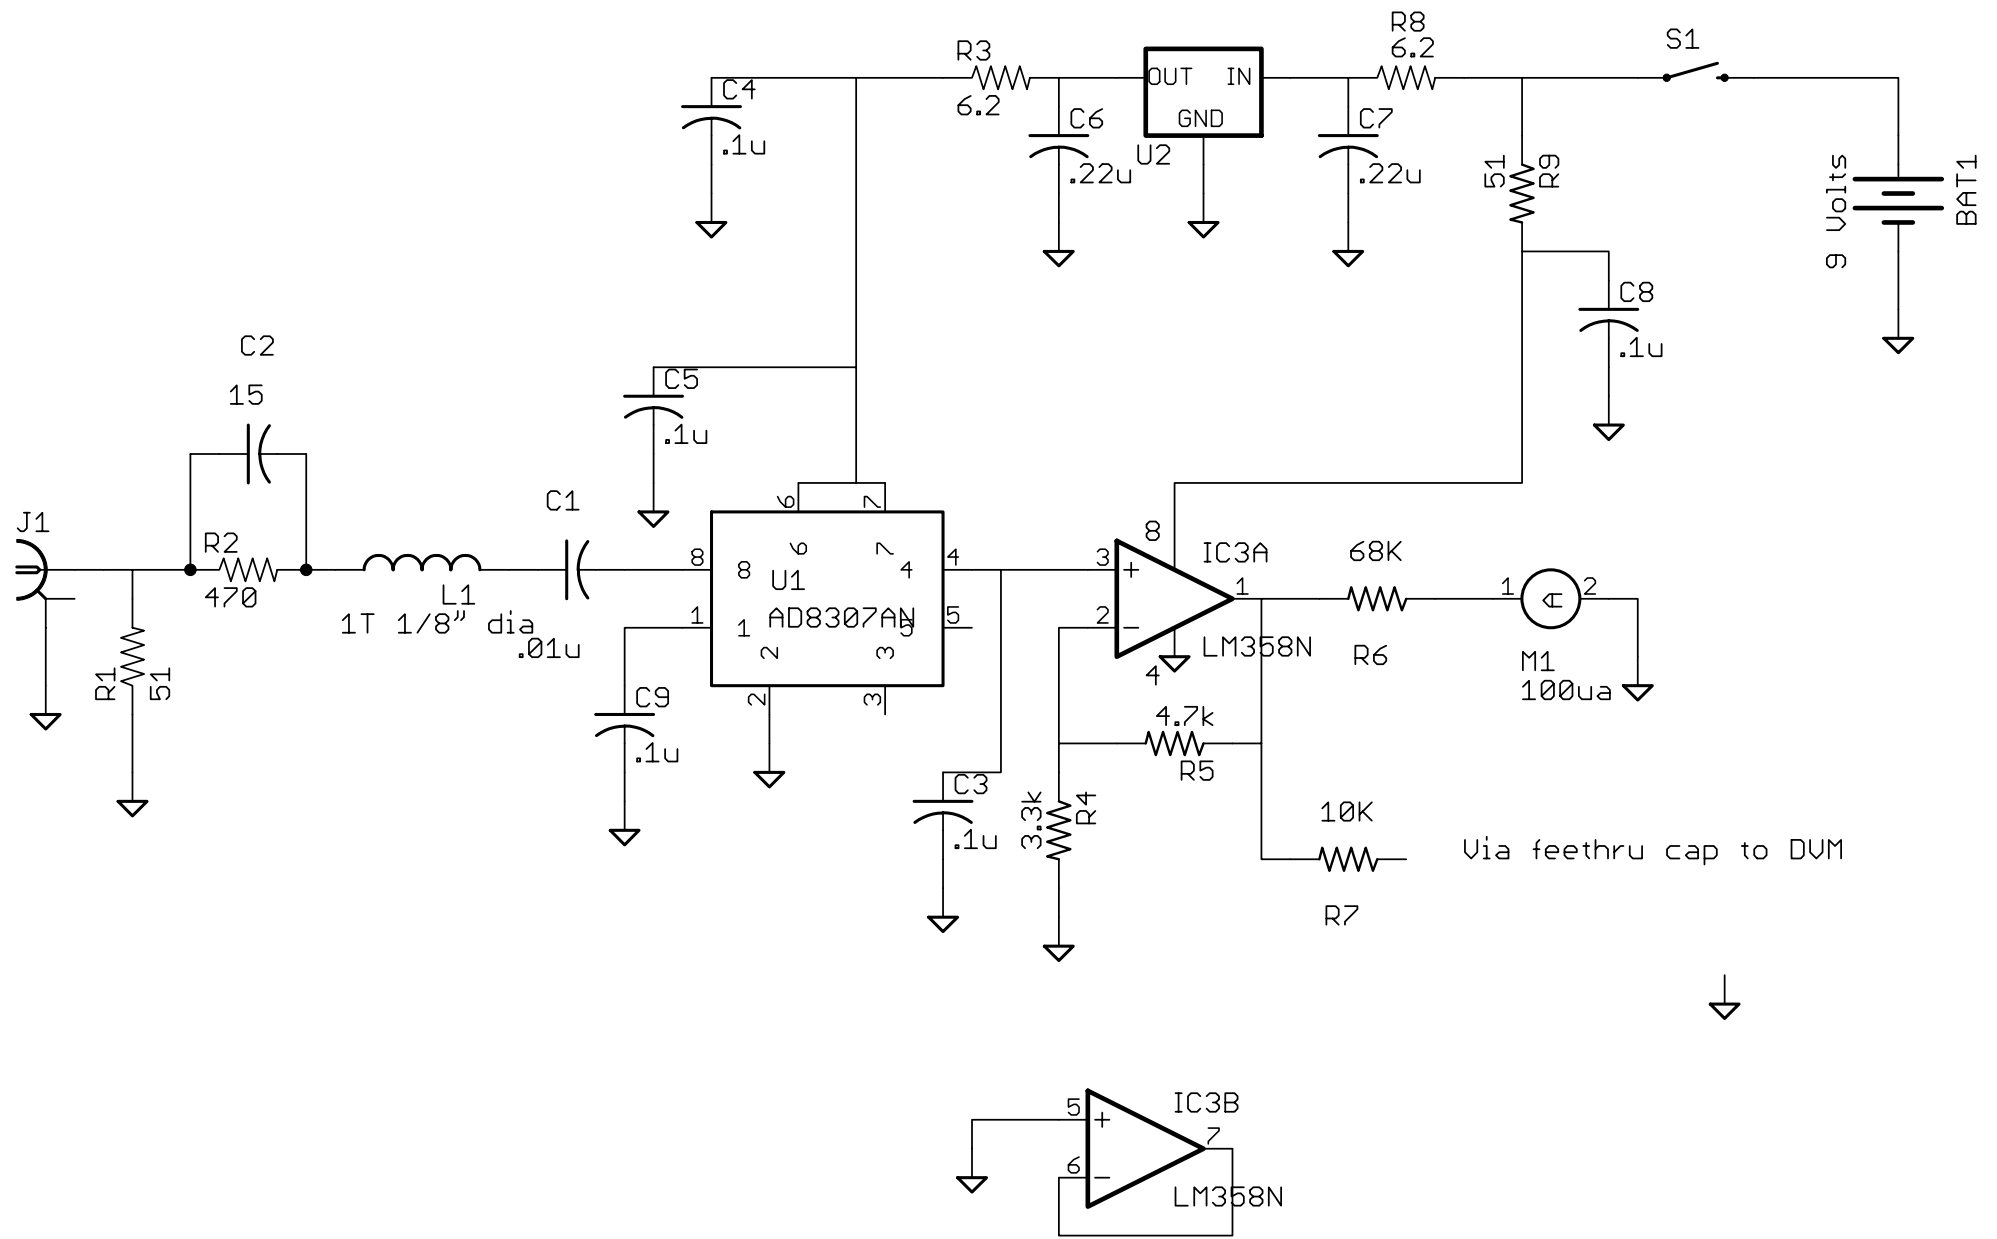 R8
6.2
S1
R3
6.2
OUT IN
GND
U2
C4
.1u
C6
.22u
C7
.22u
51
R9
9 Volts
BAT1
C8
.1u
C2
15
C5
.1u
C1
.01u
J1
R2
470
L1
1T 1/8” dia
R1
51
6
7
8
1
2
3
4
5
6
7
8
1
2
3
4
5
U1
AD8307AN
C9
.1u
C3
.1u
3
2
8
4
1
+
-
IC3A
LM358N
68K
R6
1
2
A
M1
100ua
4.7k
R5
3.3k
R4
10K
R7
Via feethru cap to DVM
5
6
7
+
-
IC3B
LM358N